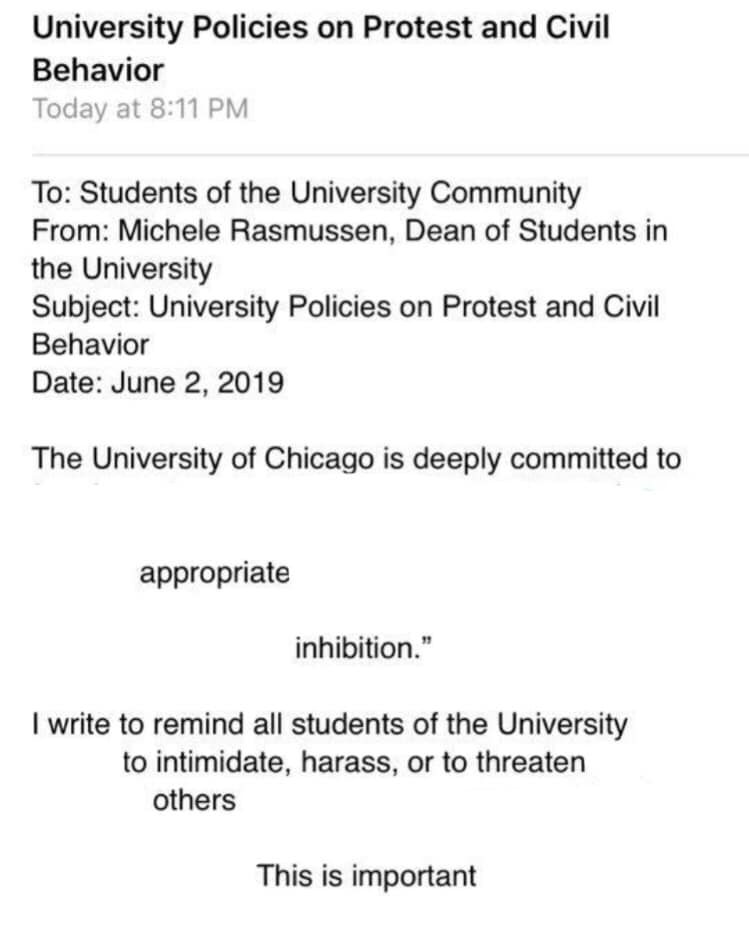 University Policies on Protest and Civil
Behavior
Today at 8:11 PM
To: Students of the University Community
From: Michele Rasmussen, Dean of Students in
the University
Subject: University Policies on Protest and Civil
Behavior
Date: June 2, 2019
The University of Chicago is deeply committed to
appropriate
inhibition.”
I write to remind all students of the University
to intimidate, harass, or to threaten
others
This is important